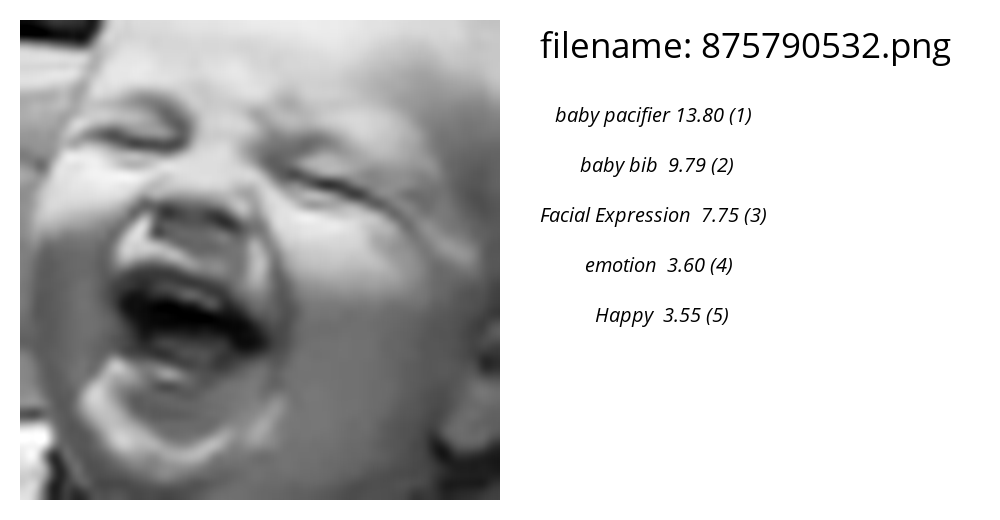 filename: 875790532.png
baby pacifier 13.80 (1)
baby bib 9.79 (2)
Facial Expression 7.75 (3)
emotion 3.60 (4)
Happy 3.55 (5)